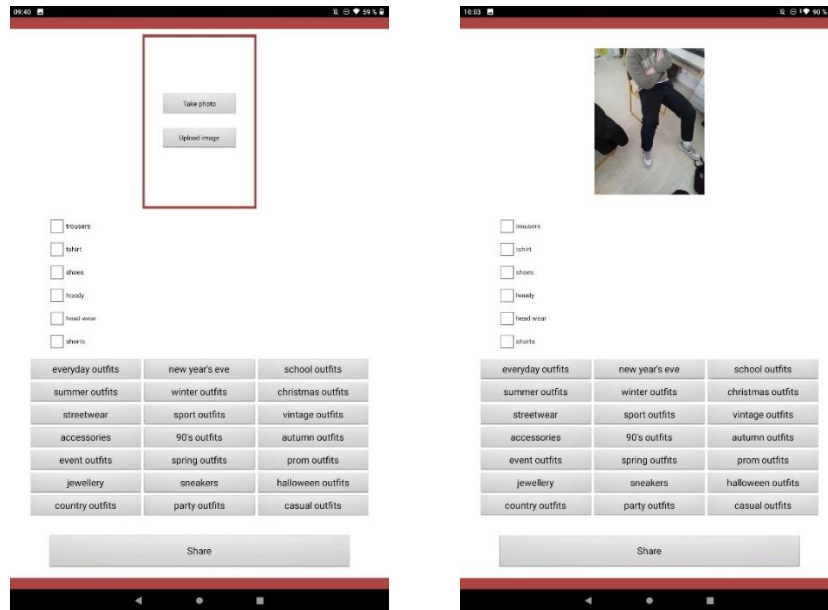 09:40
59 %
Take photo
Upload image
trousers
tshirt
shoes
hoody
head wear
shorts
everyday outfits new year's eve school outfits
summer outfits winter outfits christmas outfits
streetwear sport outfits vintage outfits
accessories 90's outfits autumn outfits
event outfits spring outfits prom outfits
jewellery sneakers halloween outfits
country outfits party outfits casual outfits
Share
10:03
90 %
trousers
tshirt
shoes
hoody
head wear
shorts
everyday outfits new year's eve school outfits
summer outfits winter outfits christmas outfits
streetwear sport outfits vintage outfits
accessories 90's outfits autumn outfits
event outfits spring outfits prom outfits
jewellery sneakers halloween outfits
country outfits party outfits casual outfits
Share